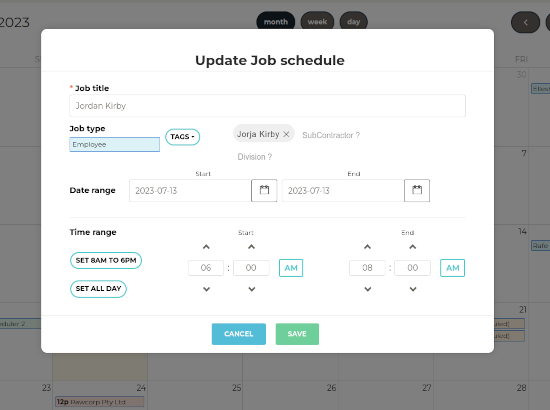 2023
month
week
day
FRI
30
Update Job schedule
* Job title
Jordan Kirby
Job type
Employee
TAGS
Jorja Kirby ×
SubContractor ?
Division ?
7
Start
End
Date range
2023-07-13
2023-07-13
14
Time range
Start
End
SET 8AM TO 6PM
06 : 00 AM
08 : 00 AM
SET ALL DAY
CANCEL
SAVE
21
23
24
25
26
27
28
12p Rewcorp Pty Ltd